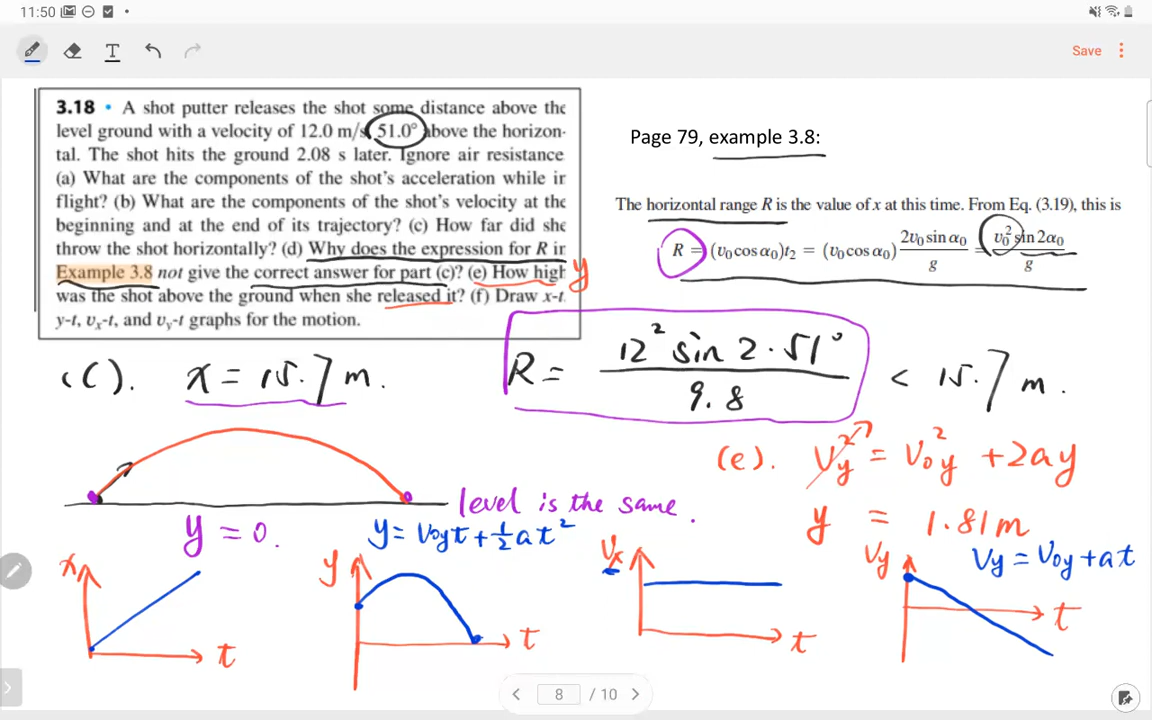 11:50
T
Save
3.18 • A shot putter releases the shot some distance above the
level ground with a velocity of 12.0 m/s, 51.0° above the horizon-
tal. The shot hits the ground 2.08 s later. Ignore air resistance
(a) What are the components of the shot's acceleration while in
flight? (b) What are the components of the shot's velocity at the
beginning and at the end of its trajectory? (c) How far did she
throw the shot horizontally? (d) Why does the expression for R in
Example 3.8 not give the correct answer for part (c)? (e) How high
was the shot above the ground when she released it? (f) Draw x-t
y-t, vx-t, and vy-t graphs for the motion.
y
Page 79, example 3.8:
The horizontal range R is the value of x at this time. From Eq. (3.19), this is
R = (v₀ cos α₀)t₂ = (v₀ cos α₀) 2v₀ sin α₀ / g = v₀² sin 2α₀ / g
(c). x = 15.7 m.
R = 12² sin 2·51° / 9.8 < 15.7 m.
(e). Vy² = V₀y² + 2ay
y = 1.81m
level is the same.
y = 0.
y = V₀yt + ½at²
Vy = V₀y + at
x t
y t
Vx t
Vy t
8 / 10